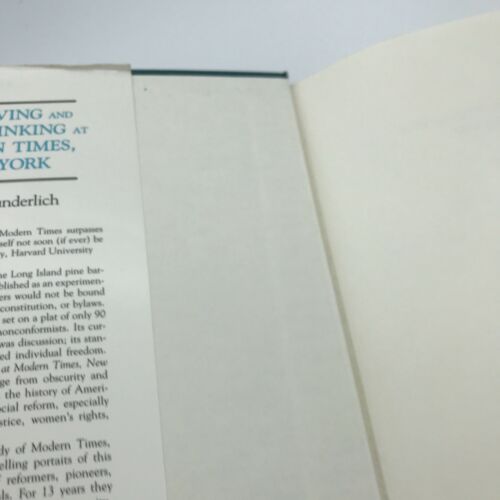 VING AND
INKING AT
N TIMES,
YORK
underlich
Modern Times surpasses
self not soon (if ever) be
y, Harvard University
he Long Island pine bar-
blished as an experimen-
ers would not be bound
constitution, or bylaws.
set on a plat of only 90
nonconformists. Its cur-
was discussion; its stan-
ed individual freedom.
at Modern Times, New
ge from obscurity and
the history of Ameri-
ocial reform, especially
stice, women's rights,
dy of Modern Times,
elling portraits of this
f reformers, pioneers,
ls. For 13 years they